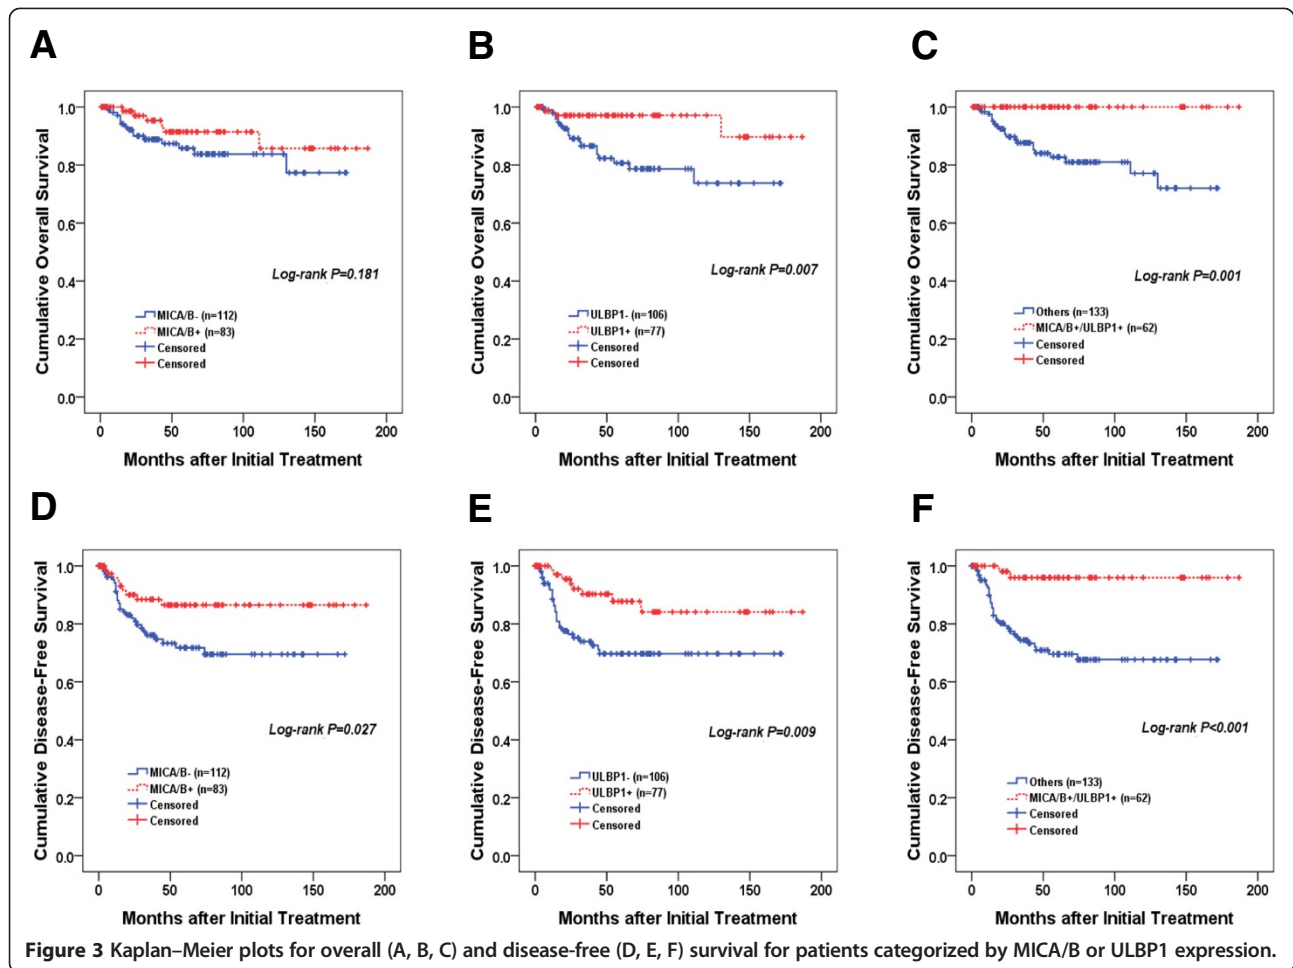 A
Cumulative Overall Survival
1.0
0.8
0.6
0.4
0.2
0.0
Log-rank P=0.181
MICA/B- (n=112)
MICA/B+ (n=83)
Censored
Censored
0 50 100 150 200
Months after Initial Treatment
B
Cumulative Overall Survival
1.0
0.8
0.6
0.4
0.2
0.0
Log-rank P=0.007
ULBP1- (n=106)
ULBP1+ (n=77)
Censored
Censored
0 50 100 150 200
Months after Initial Treatment
C
Cumulative Overall Survival
1.0
0.8
0.6
0.4
0.2
0.0
Log-rank P=0.001
Others (n=133)
MICA/B+/ULBP1+ (n=62)
Censored
Censored
0 50 100 150 200
Months after Initial Treatment
D
Cumulative Disease-Free Survival
1.0
0.8
0.6
0.4
0.2
0.0
Log-rank P=0.027
MICA/B- (n=112)
MICA/B+ (n=83)
Censored
Censored
0 50 100 150 200
Months after Initial Treatment
E
Cumulative Disease-Free Survival
1.0
0.8
0.6
0.4
0.2
0.0
Log-rank P=0.009
ULBP1- (n=106)
ULBP1+ (n=77)
Censored
Censored
0 50 100 150 200
Months after Initial Treatment
F
Cumulative Disease-Free Survival
1.0
0.8
0.6
0.4
0.2
0.0
Log-rank P<0.001
Others (n=133)
MICA/B+/ULBP1+ (n=62)
Censored
Censored
0 50 100 150 200
Months after Initial Treatment
Figure 3 Kaplan–Meier plots for overall (A, B, C) and disease-free (D, E, F) survival for patients categorized by MICA/B or ULBP1 expression.